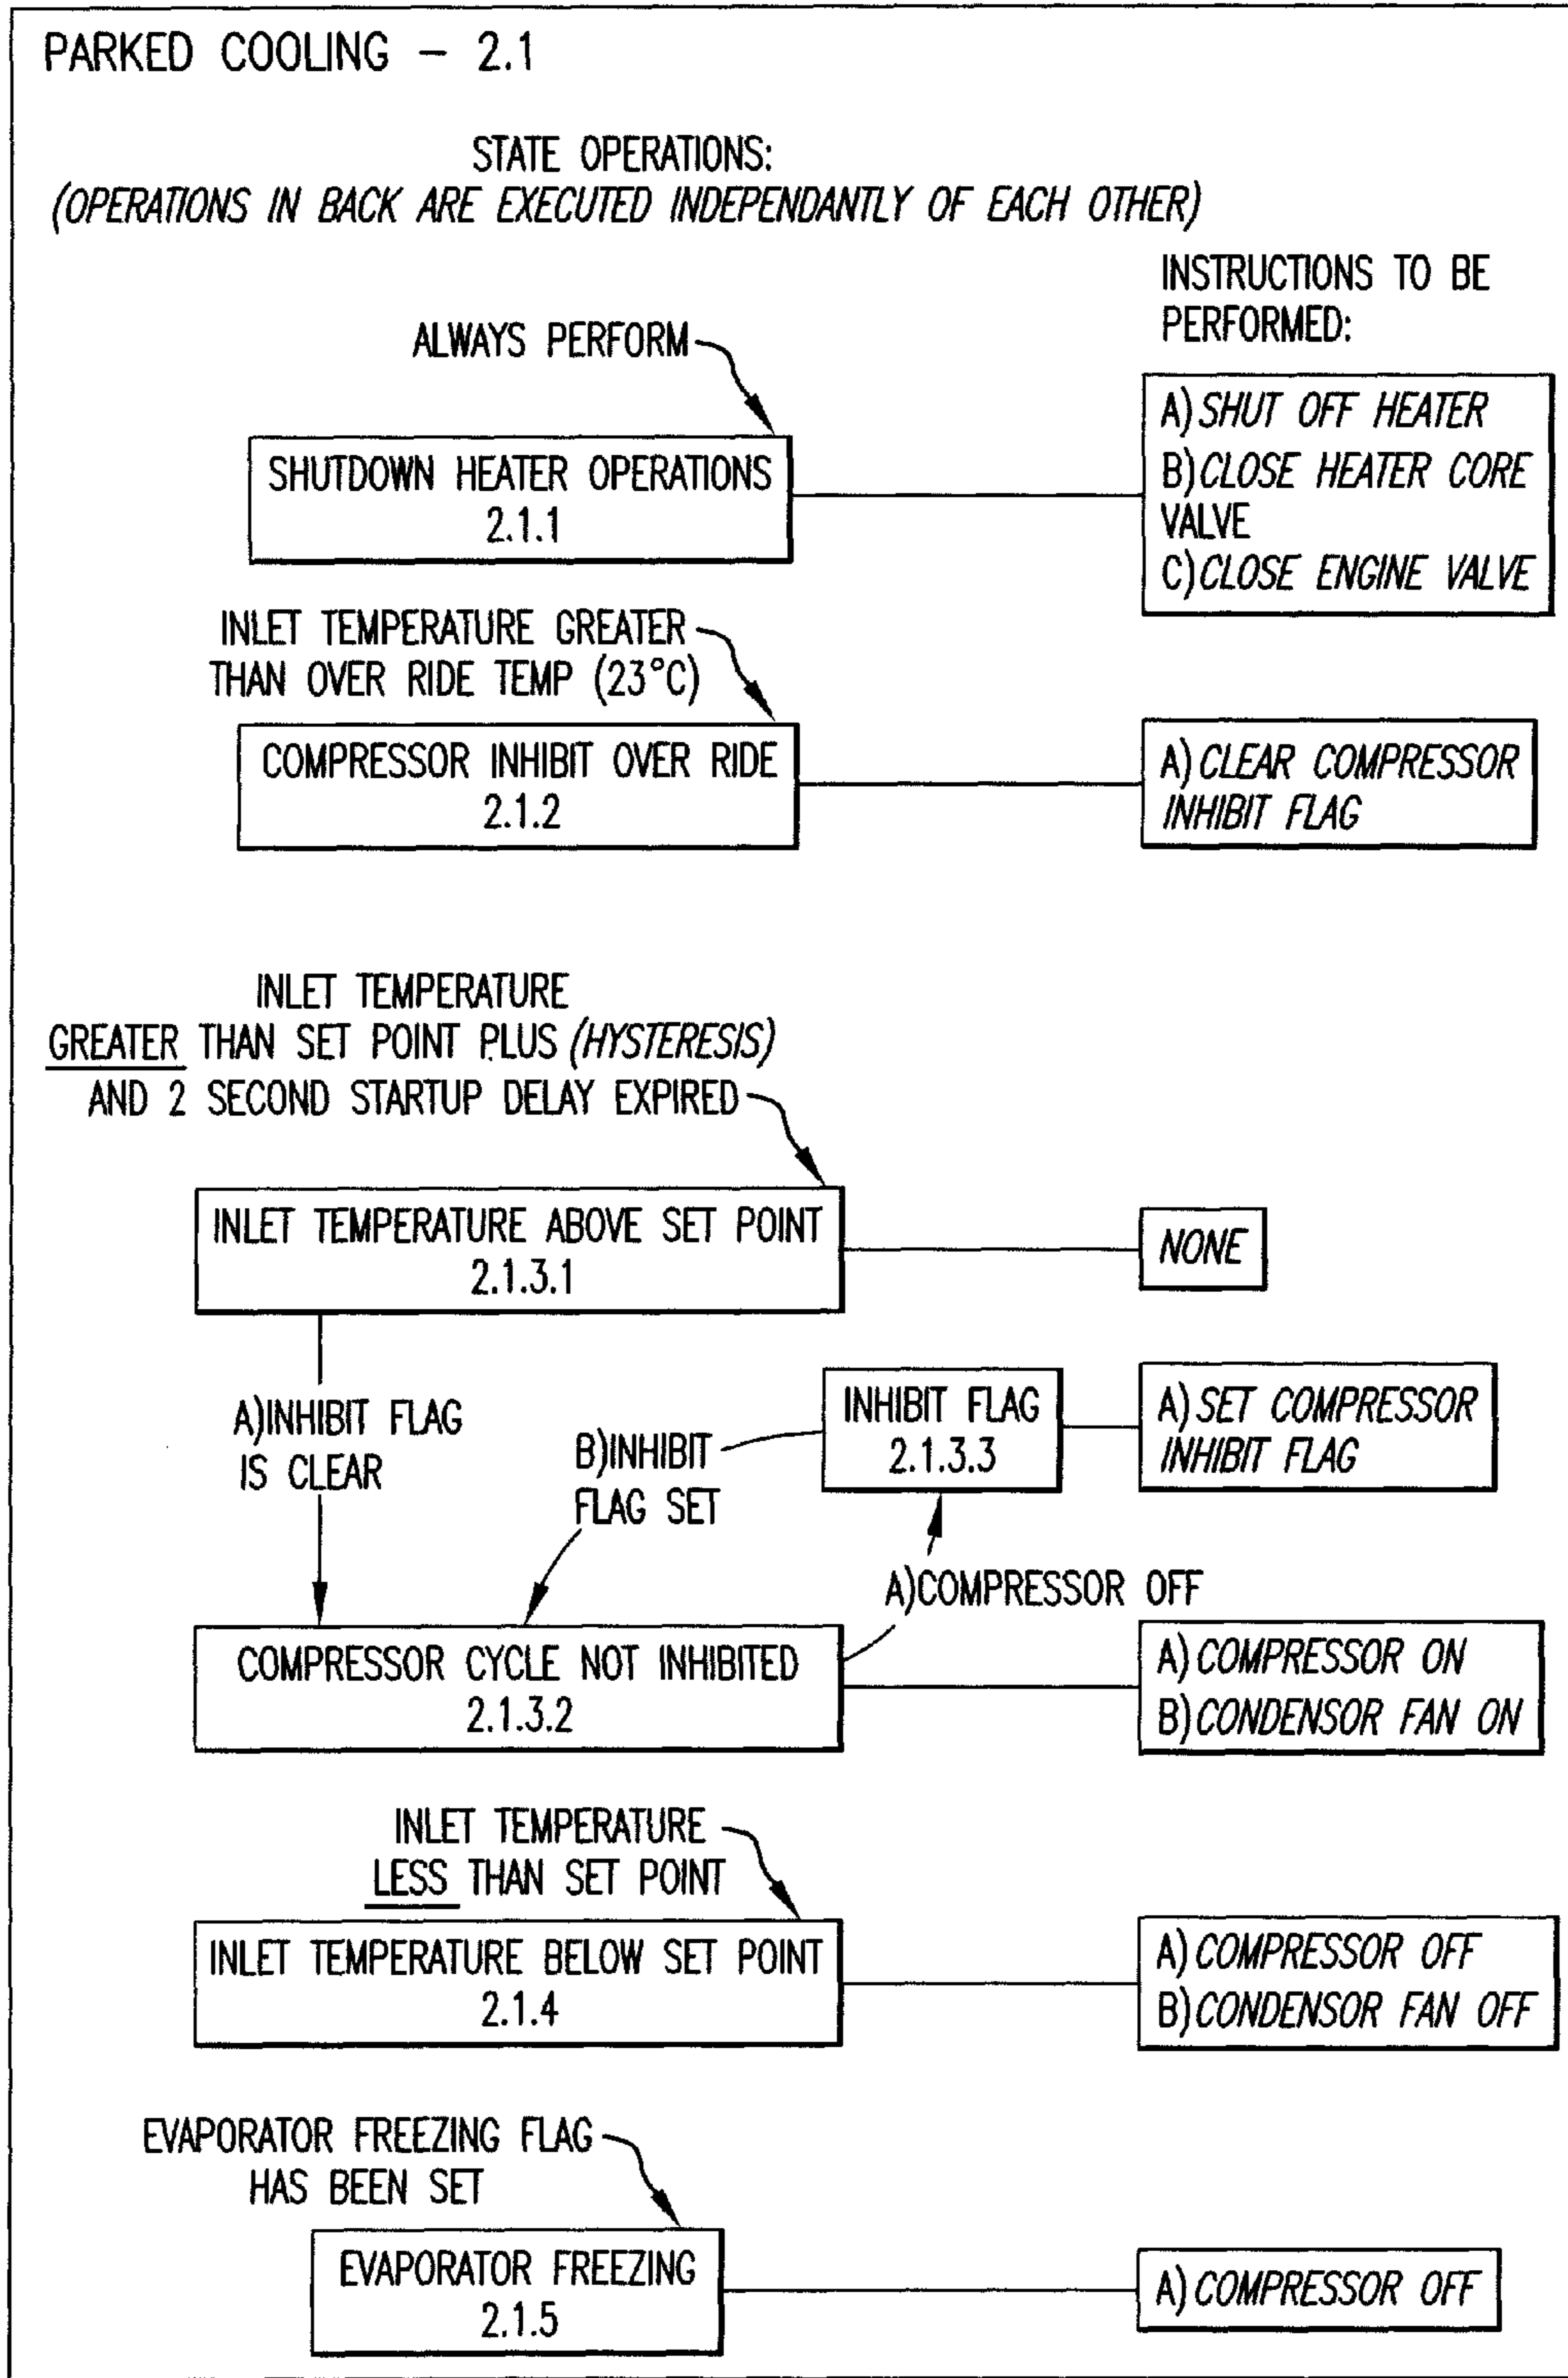 PARKED COOLING – 2.1
STATE OPERATIONS:
(OPERATIONS IN BACK ARE EXECUTED INDEPENDANTLY OF EACH OTHER)
INSTRUCTIONS TO BE
PERFORMED:
ALWAYS PERFORM
SHUTDOWN HEATER OPERATIONS
2.1.1
A) SHUT OFF HEATER
B) CLOSE HEATER CORE
VALVE
C) CLOSE ENGINE VALVE
INLET TEMPERATURE GREATER
THAN OVER RIDE TEMP (23°C)
COMPRESSOR INHIBIT OVER RIDE
2.1.2
A) CLEAR COMPRESSOR
INHIBIT FLAG
INLET TEMPERATURE
GREATER THAN SET POINT PLUS (HYSTERESIS)
AND 2 SECOND STARTUP DELAY EXPIRED
INLET TEMPERATURE ABOVE SET POINT
2.1.3.1
NONE
A)INHIBIT FLAG
IS CLEAR
B)INHIBIT
FLAG SET
INHIBIT FLAG
2.1.3.3
A) SET COMPRESSOR
INHIBIT FLAG
A)COMPRESSOR OFF
COMPRESSOR CYCLE NOT INHIBITED
2.1.3.2
A) COMPRESSOR ON
B) CONDENSOR FAN ON
INLET TEMPERATURE
LESS THAN SET POINT
INLET TEMPERATURE BELOW SET POINT
2.1.4
A) COMPRESSOR OFF
B) CONDENSOR FAN OFF
EVAPORATOR FREEZING FLAG
HAS BEEN SET
EVAPORATOR FREEZING
2.1.5
A) COMPRESSOR OFF